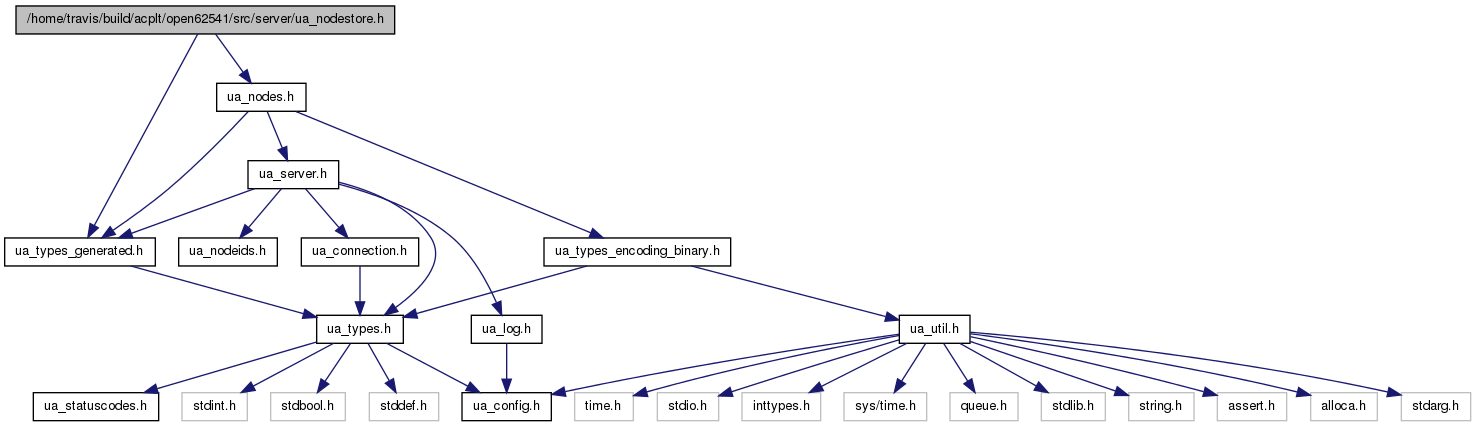 /home/travis/build/acplt/open62541/src/server/ua_nodestore.h
ua_nodes.h
ua_server.h
ua_types_generated.h
ua_nodeids.h
ua_connection.h
ua_types_encoding_binary.h
ua_types.h
ua_log.h
ua_util.h
ua_statuscodes.h
stdint.h
stdbool.h
stddef.h
ua_config.h
time.h
stdio.h
inttypes.h
sys/time.h
queue.h
stdlib.h
string.h
assert.h
alloca.h
stdarg.h